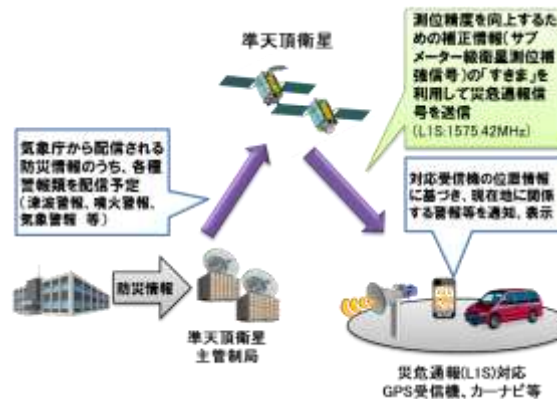 準天頂衛星
測位精度を向上するた
めの補正情報(サブ
メーター級衛星測位補
強信号)の「すきま」を
利用して災危通報信
号を送信
(L1S:1575.42MHz)
気象庁から配信される
防災情報のうち、各種
警報類を配信予定
(津波警報、噴火警報、
気象警報 等)
対応受信機の位置情報
に基づき、現在地に関係
する警報等を通知、表示
防災情報
準天頂衛星
主管制局
災危通報(L1S)対応
GPS受信機、カーナビ等